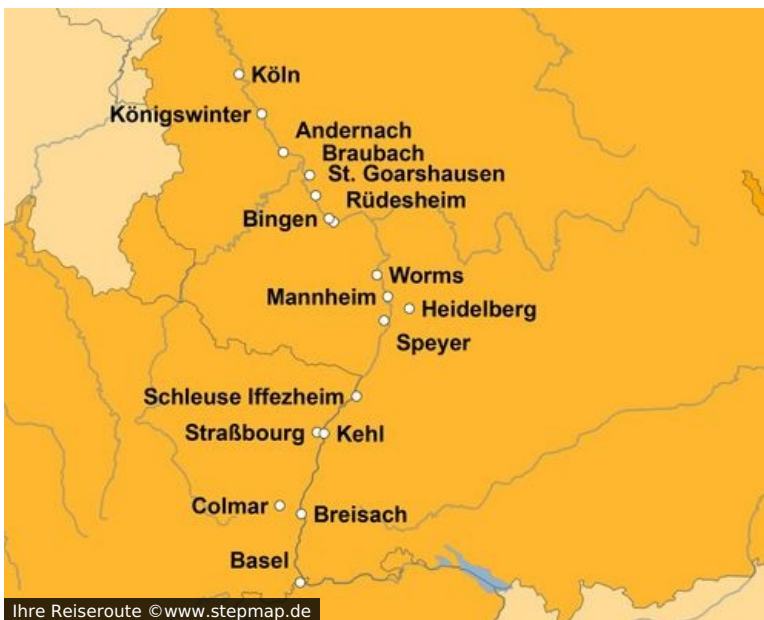 Köln
Königswinter
Andernach
Braubach
St. Goarshausen
Rüdesheim
Bingen
Worms
Mannheim
Heidelberg
Speyer
Schleuse Iffezheim
Straßbourg
Kehl
Colmar
Breisach
Basel
Ihre Reiseroute ©www.stepmap.de